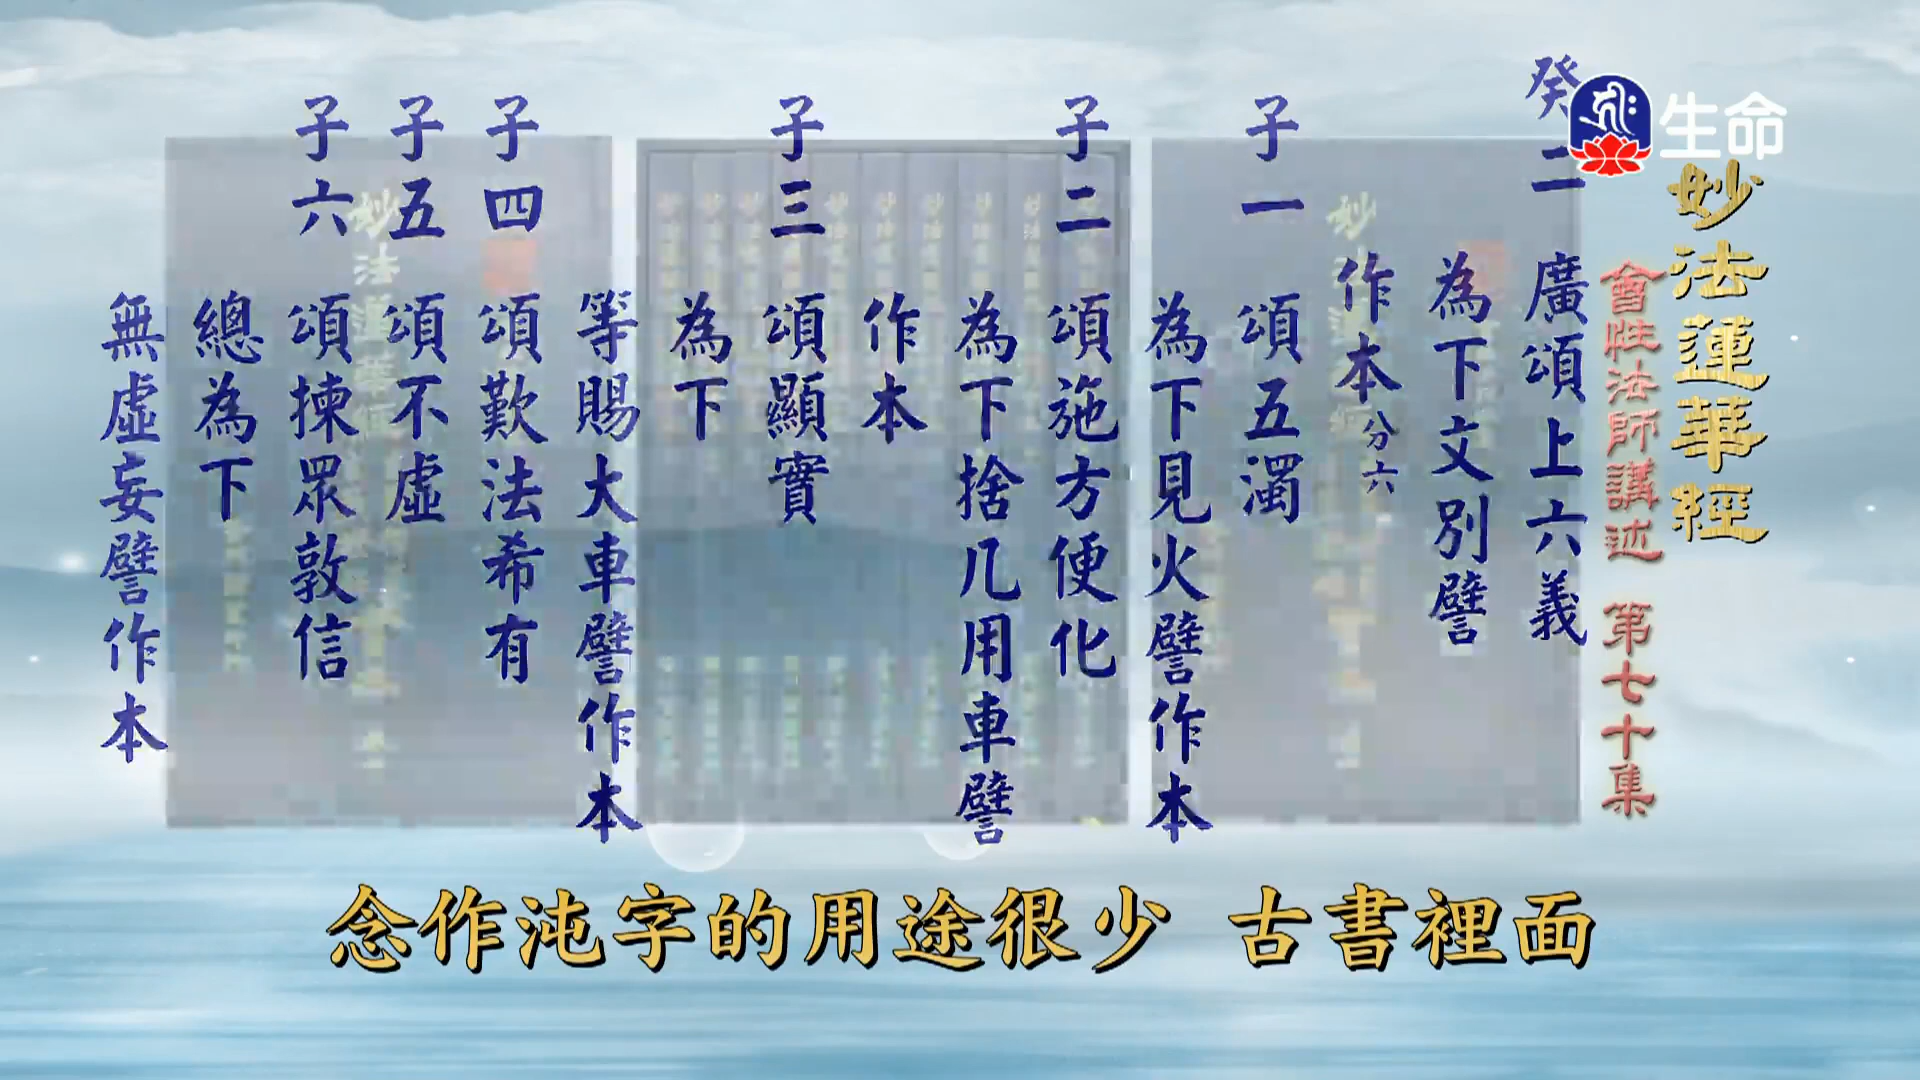 生命
妙法蓮華經
會性法師講述 第七十集
癸二 廣頌上六義
為下文別譬
作本分六
子一 頌五濁
為下見火譬作本
子二 頌施方便化
為下捨几用車譬
作本
子三 頌顯實
為下
等賜大車譬作本
子四 頌歎法希有
子五 頌不虛
子六 頌揀眾敦信
總為下
無虛妄譬作本
念作沌字的用途很少 古書裡面